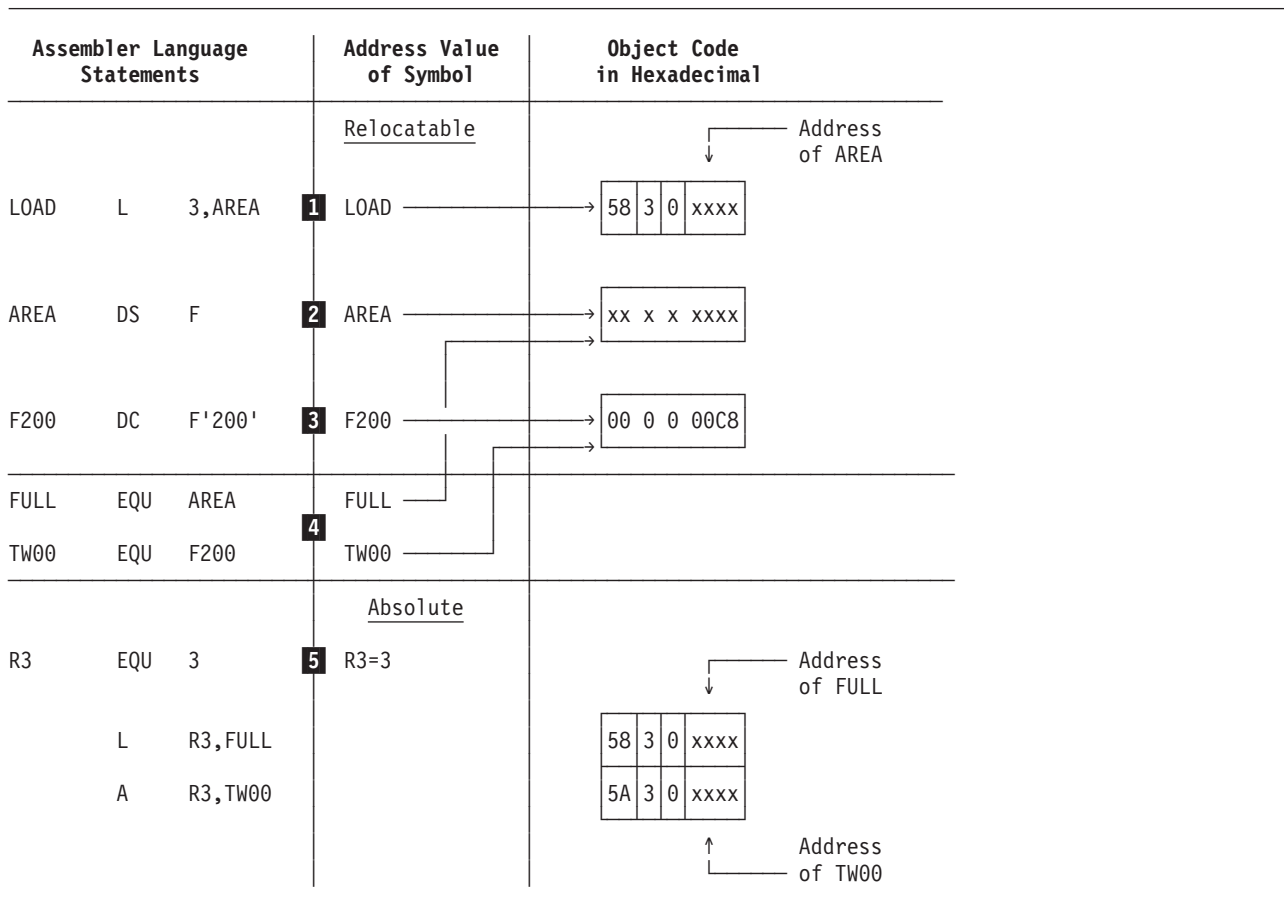 Assembler Language Address Value Object Code
Statements of Symbol in Hexadecimal
Relocatable Address
of AREA
LOAD L 3,AREA 1 LOAD 58 3 0 xxxx
AREA DS F 2 AREA xx x x xxxx
F200 DC F'200' 3 F200 00 0 0 00C8
FULL EQU AREA FULL
4
TW00 EQU F200 TW00
Absolute
R3 EQU 3 5 R3=3 Address
of FULL
L R3,FULL 58 3 0 xxxx
A R3,TW00 5A 3 0 xxxx
Address
of TW00